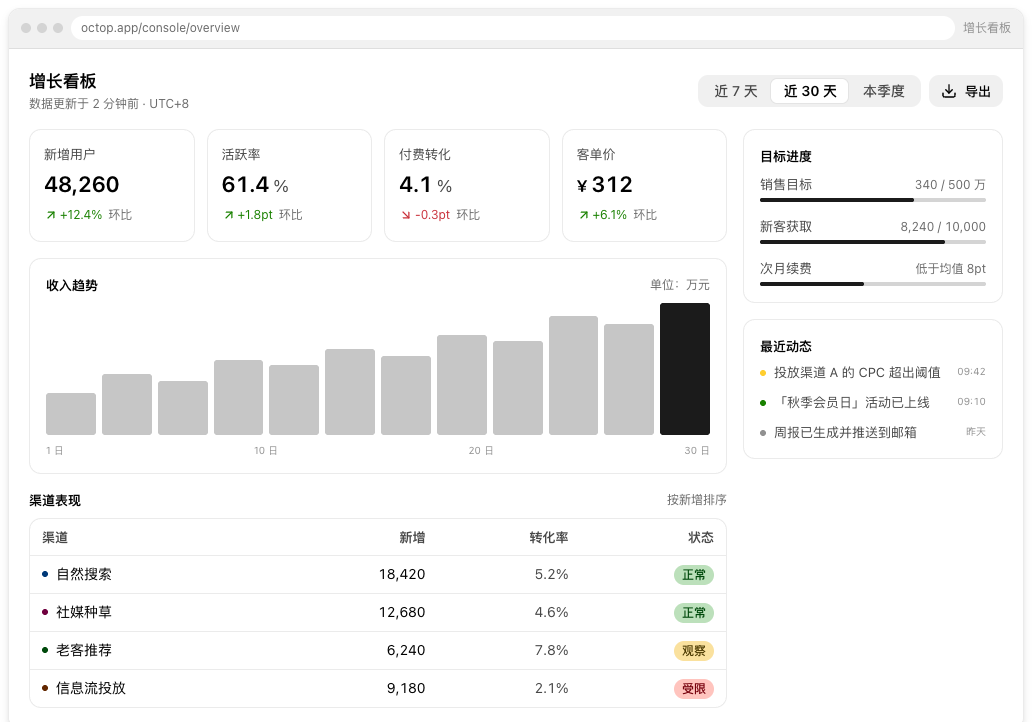 octop.app/console/overview
增长看板
增长看板
数据更新于 2 分钟前 · UTC+8
近 7 天
近 30 天
本季度
导出
新增用户
48,260
+12.4% 环比
活跃率
61.4 %
+1.8pt 环比
付费转化
4.1 %
-0.3pt 环比
客单价
¥ 312
+6.1% 环比
目标进度
销售目标 340 / 500 万
新客获取 8,240 / 10,000
次月续费 低于均值 8pt
收入趋势 单位：万元
1 日 10 日 20 日 30 日
最近动态
投放渠道 A 的 CPC 超出阈值 09:42
「秋季会员日」活动已上线 09:10
周报已生成并推送到邮箱 昨天
渠道表现 按新增排序
渠道 新增 转化率 状态
自然搜索 18,420 5.2% 正常
社媒种草 12,680 4.6% 正常
老客推荐 6,240 7.8% 观察
信息流投放 9,180 2.1% 受限